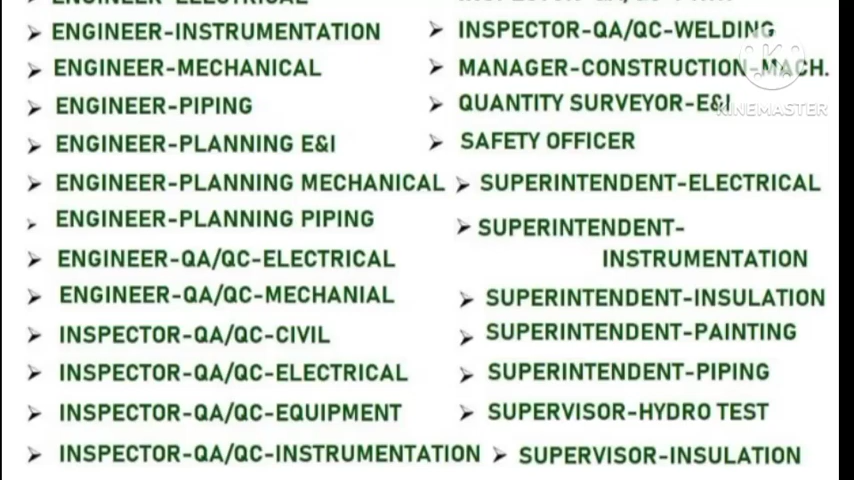 ENGINEER-ELECTRICAL
ENGINEER-INSTRUMENTATION
ENGINEER-MECHANICAL
ENGINEER-PIPING
ENGINEER-PLANNING E&I
ENGINEER-PLANNING MECHANICAL
ENGINEER-PLANNING PIPING
ENGINEER-QA/QC-ELECTRICAL
ENGINEER-QA/QC-MECHANIAL
INSPECTOR-QA/QC-CIVIL
INSPECTOR-QA/QC-ELECTRICAL
INSPECTOR-QA/QC-EQUIPMENT
INSPECTOR-QA/QC-INSTRUMENTATION
INSPECTOR-QA/QC-WELDING
MANAGER-CONSTRUCTION-MACH.
QUANTITY SURVEYOR-E&I
SAFETY OFFICER
SUPERINTENDENT-ELECTRICAL
SUPERINTENDENT-
INSTRUMENTATION
SUPERINTENDENT-INSULATION
SUPERINTENDENT-PAINTING
SUPERINTENDENT-PIPING
SUPERVISOR-HYDRO TEST
SUPERVISOR-INSULATION
K
KINEMASTER